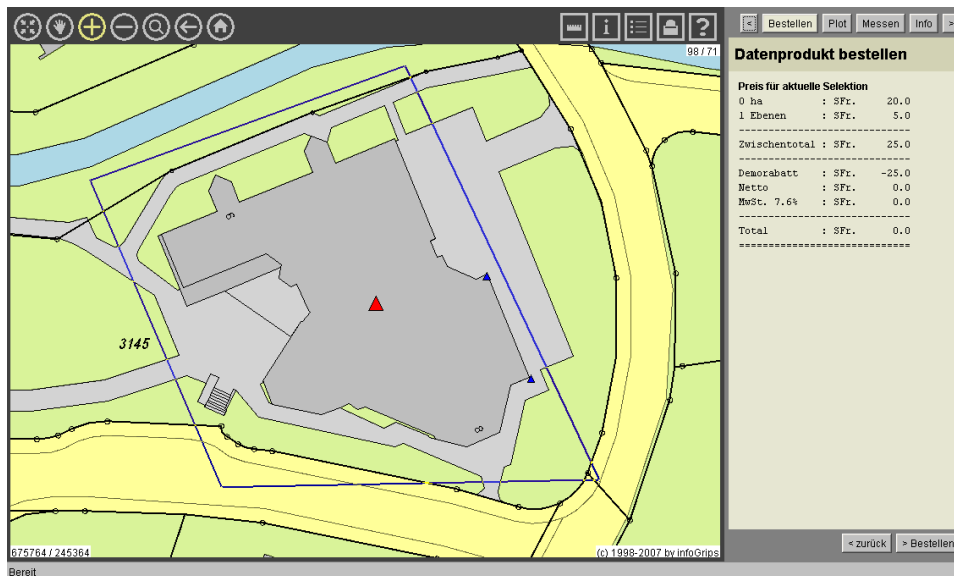 98 / 71
6
3145
8
675764 / 245364
(c) 1998-2007 by infoGrips
Bereit
< Bestellen Plot Messen Info >
Datenprodukt bestellen
Preis für aktuelle Selektion
0 ha : SFr. 20.0
1 Ebenen : SFr. 5.0
------------------------------
Zwischentotal : SFr. 25.0
------------------------------
Demorabatt : SFr. -25.0
Netto : SFr. 0.0
MwSt. 7.6% : SFr. 0.0
------------------------------
Total : SFr. 0.0
==============================
< zurück > Bestellen